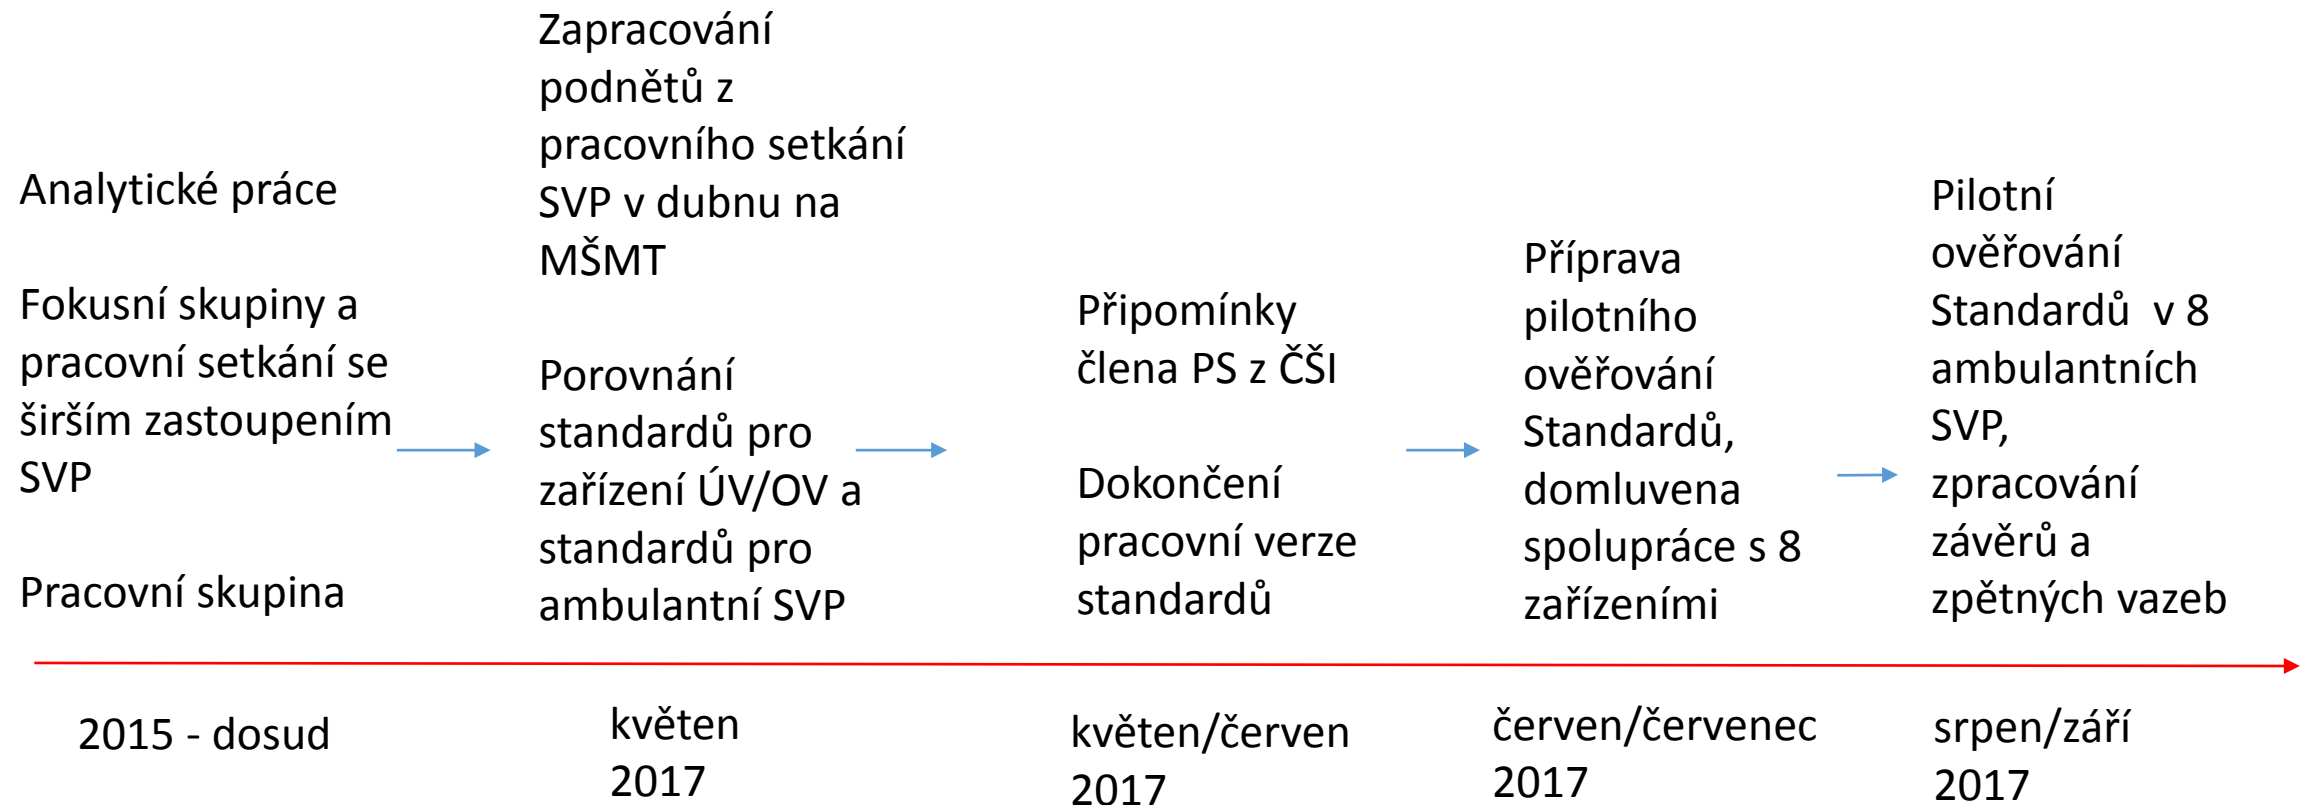 Analytické práce
Fokusní skupiny a
pracovní setkání se
širším zastoupením
SVP
Pracovní skupina
2015 - dosud
Zapracování
podnětů z
pracovního setkání
SVP v dubnu na
MŠMT
Porovnání
standardů pro
zařízení ÚV/OV a
standardů pro
ambulantní SVP
květen
2017
Připomínky
člena PS z ČŠI
Dokončení
pracovní verze
standardů
květen/červen
2017
Příprava
pilotního
ověřování
Standardů,
domluvena
spolupráce s 8
zařízeními
červen/červenec
2017
Pilotní
ověřování
Standardů  v 8
ambulantních
SVP,
zpracování
závěrů a
zpětných vazeb
srpen/září
2017